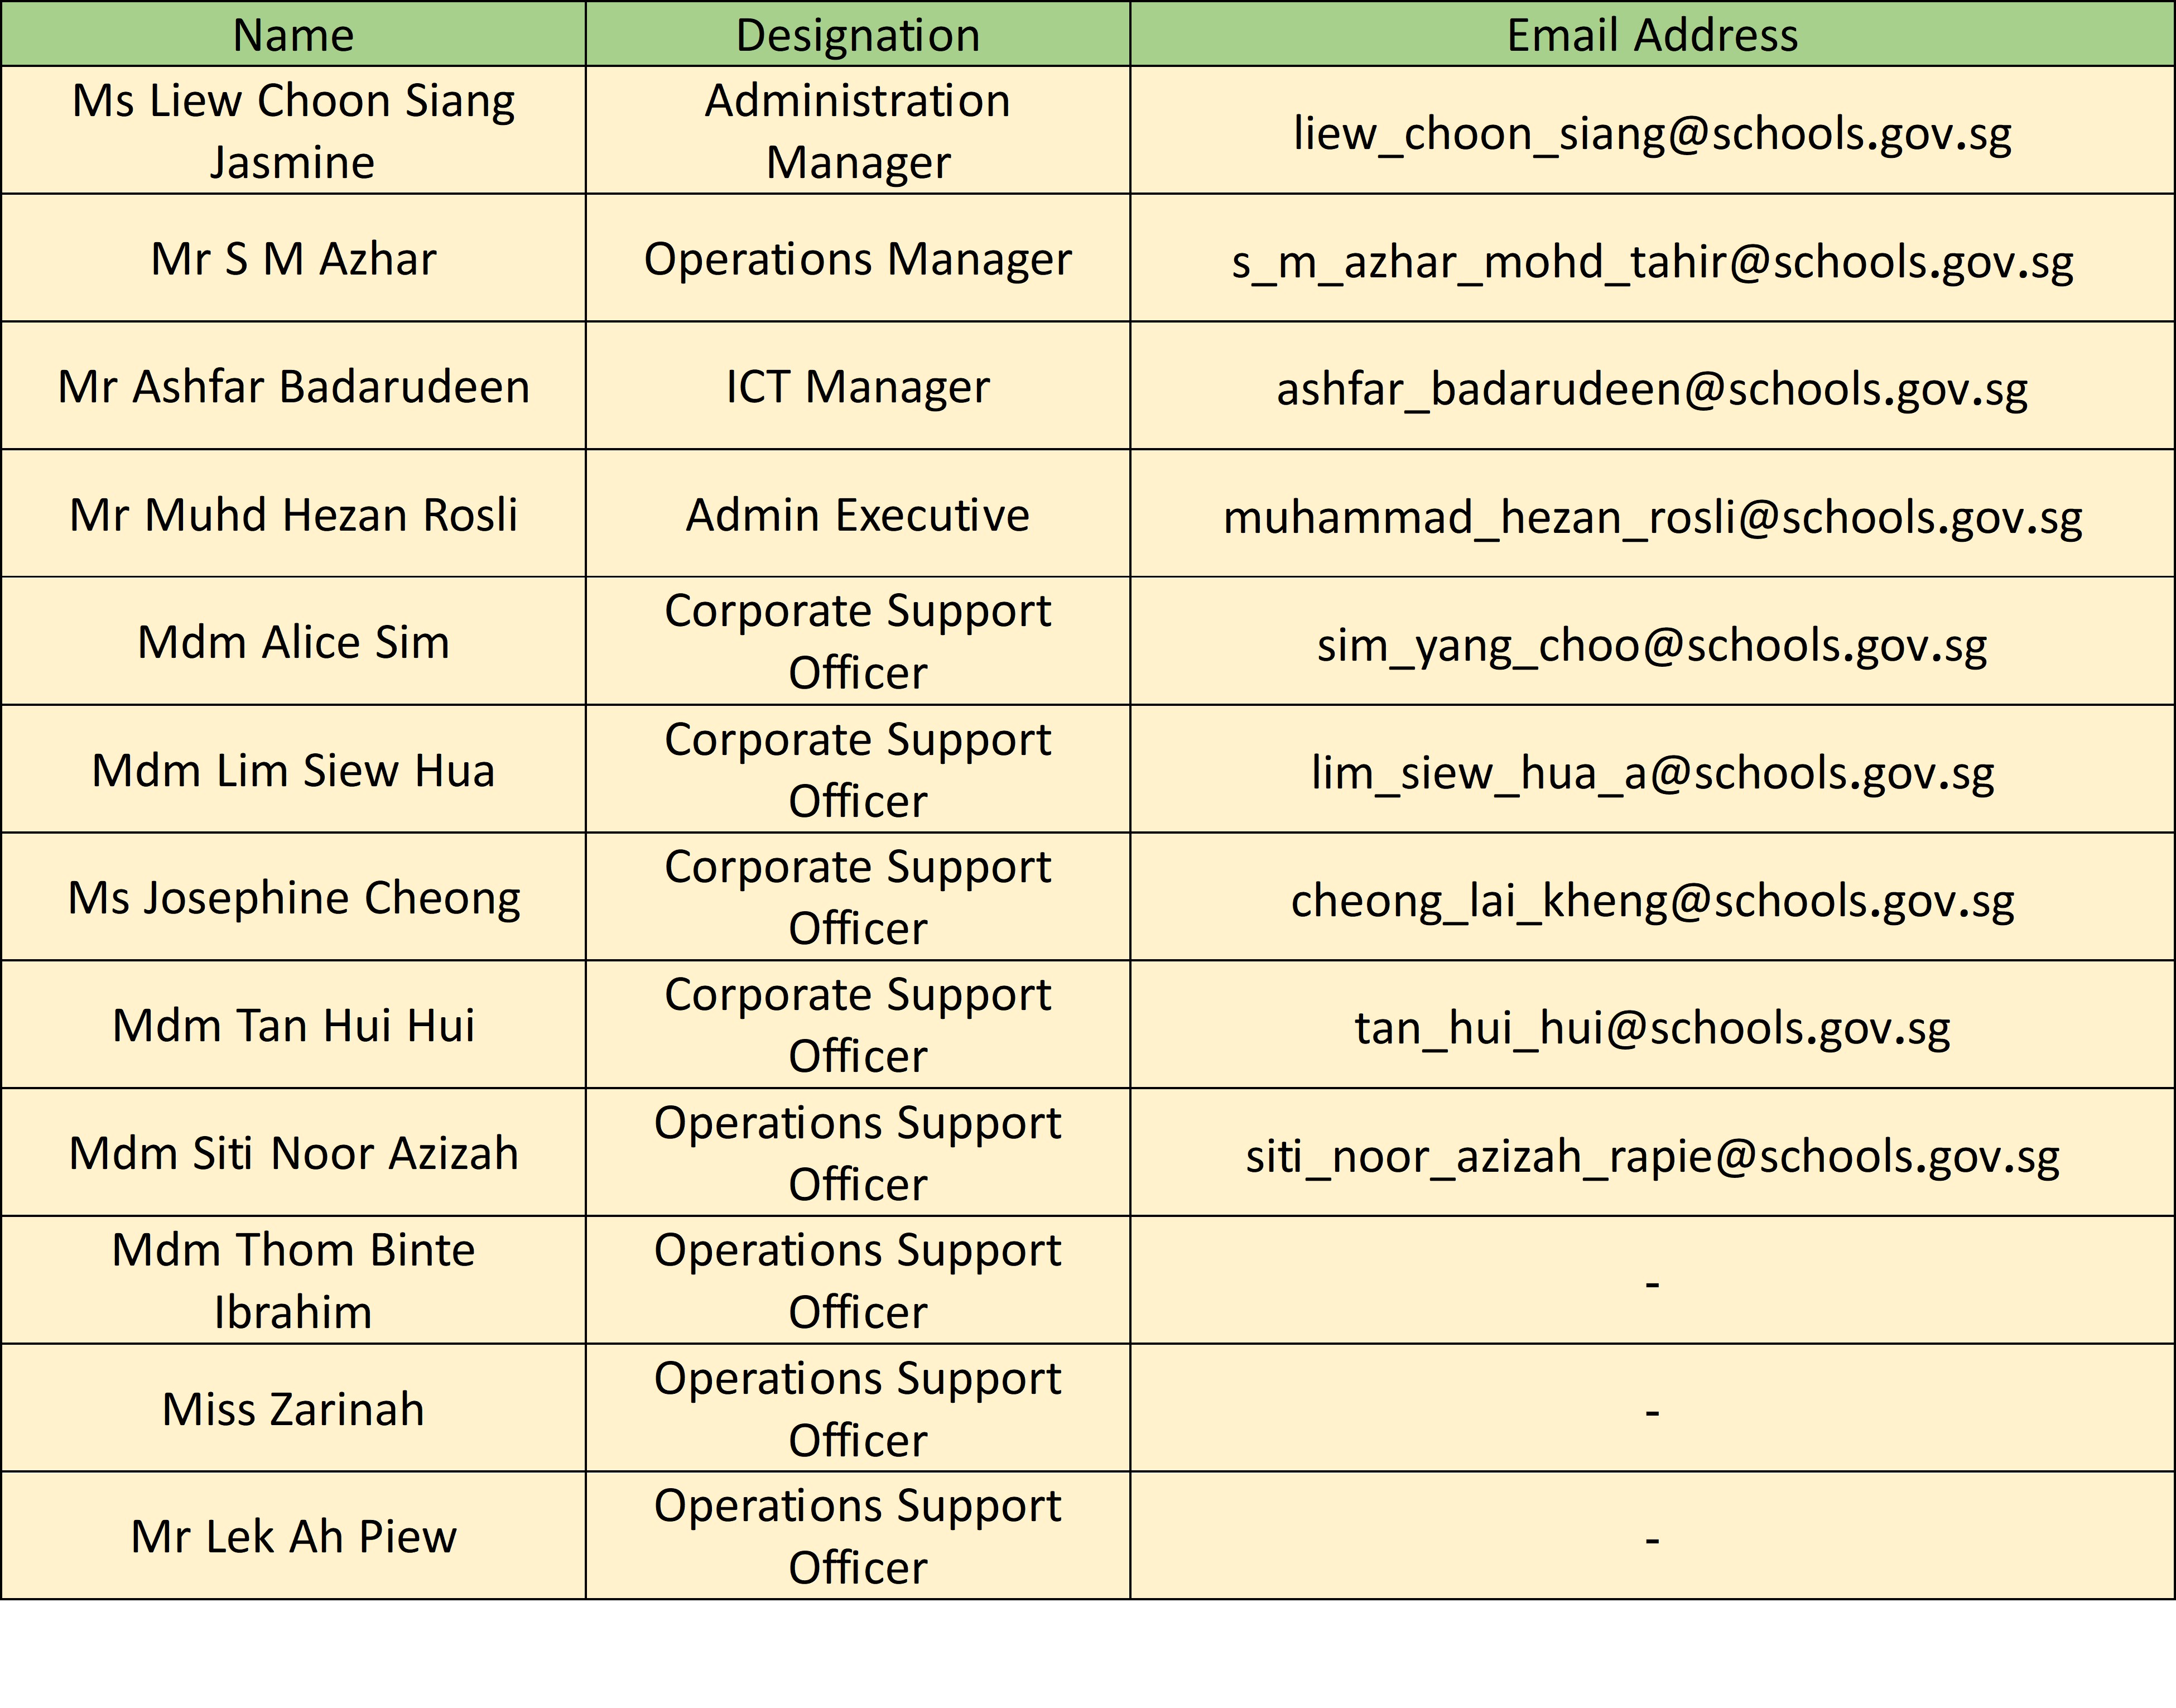 Name Designation Email Address
Ms Liew Choon Siang
Jasmine
Administration
Manager
liew_choon_siang@schools.gov.sg
Mr S M Azhar Operations Manager s_m_azhar_mohd_tahir@schools.gov.sg
Mr Ashfar Badarudeen ICT Manager ashfar_badarudeen@schools.gov.sg
Mr Muhd Hezan Rosli Admin Executive muhammad_hezan_rosli@schools.gov.sg
Mdm Alice Sim
Corporate Support
Officer
sim_yang_choo@schools.gov.sg
Mdm Lim Siew Hua
Corporate Support
Officer
lim_siew_hua_a@schools.gov.sg
Ms Josephine Cheong
Corporate Support
Officer
cheong_lai_kheng@schools.gov.sg
Mdm Tan Hui Hui
Corporate Support
Officer
tan_hui_hui@schools.gov.sg
Mdm Siti Noor Azizah
Operations Support
Officer
siti_noor_azizah_rapie@schools.gov.sg
Mdm Thom Binte
Ibrahim
Operations Support
Officer
-
Miss Zarinah
Operations Support
Officer
-
Mr Lek Ah Piew
Operations Support
Officer
-